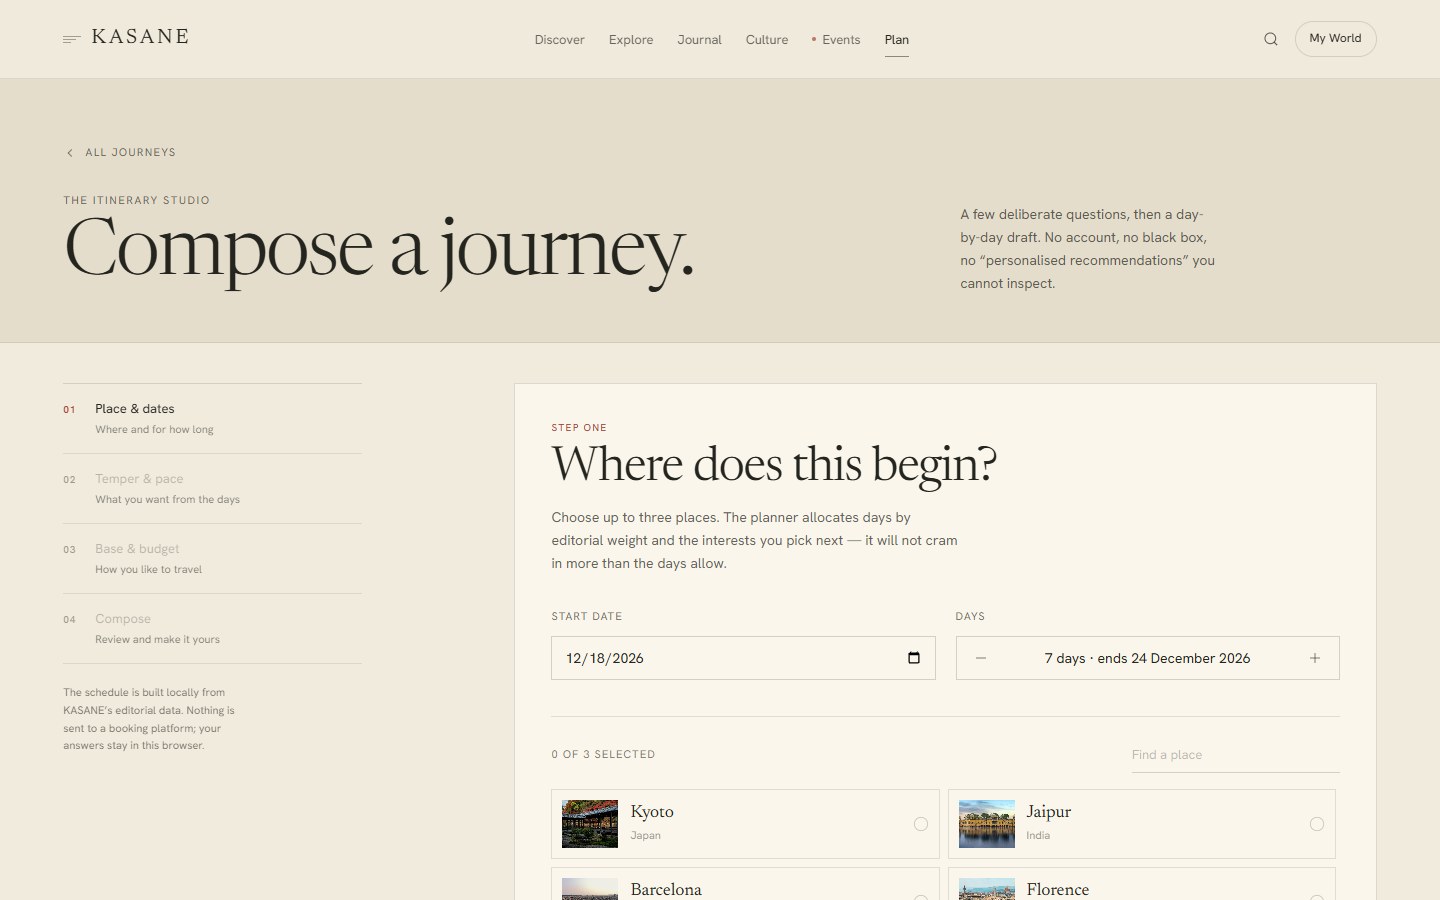 KASANE
Discover
Explore
Journal
Culture
Events
Plan
My World
ALL JOURNEYS
THE ITINERARY STUDIO
Compose a journey.
A few deliberate questions, then a day-
by-day draft. No account, no black box,
no “personalised recommendations” you
cannot inspect.
01 Place & dates
Where and for how long
02 Temper & pace
What you want from the days
03 Base & budget
How you like to travel
04 Compose
Review and make it yours
The schedule is built locally from
KASANE’s editorial data. Nothing is
sent to a booking platform; your
answers stay in this browser.
STEP ONE
Where does this begin?
Choose up to three places. The planner allocates days by
editorial weight and the interests you pick next — it will not cram
in more than the days allow.
START DATE
12/18/2026
DAYS
7 days · ends 24 December 2026
0 OF 3 SELECTED
Find a place
Kyoto
Japan
Jaipur
India
Barcelona
Florence